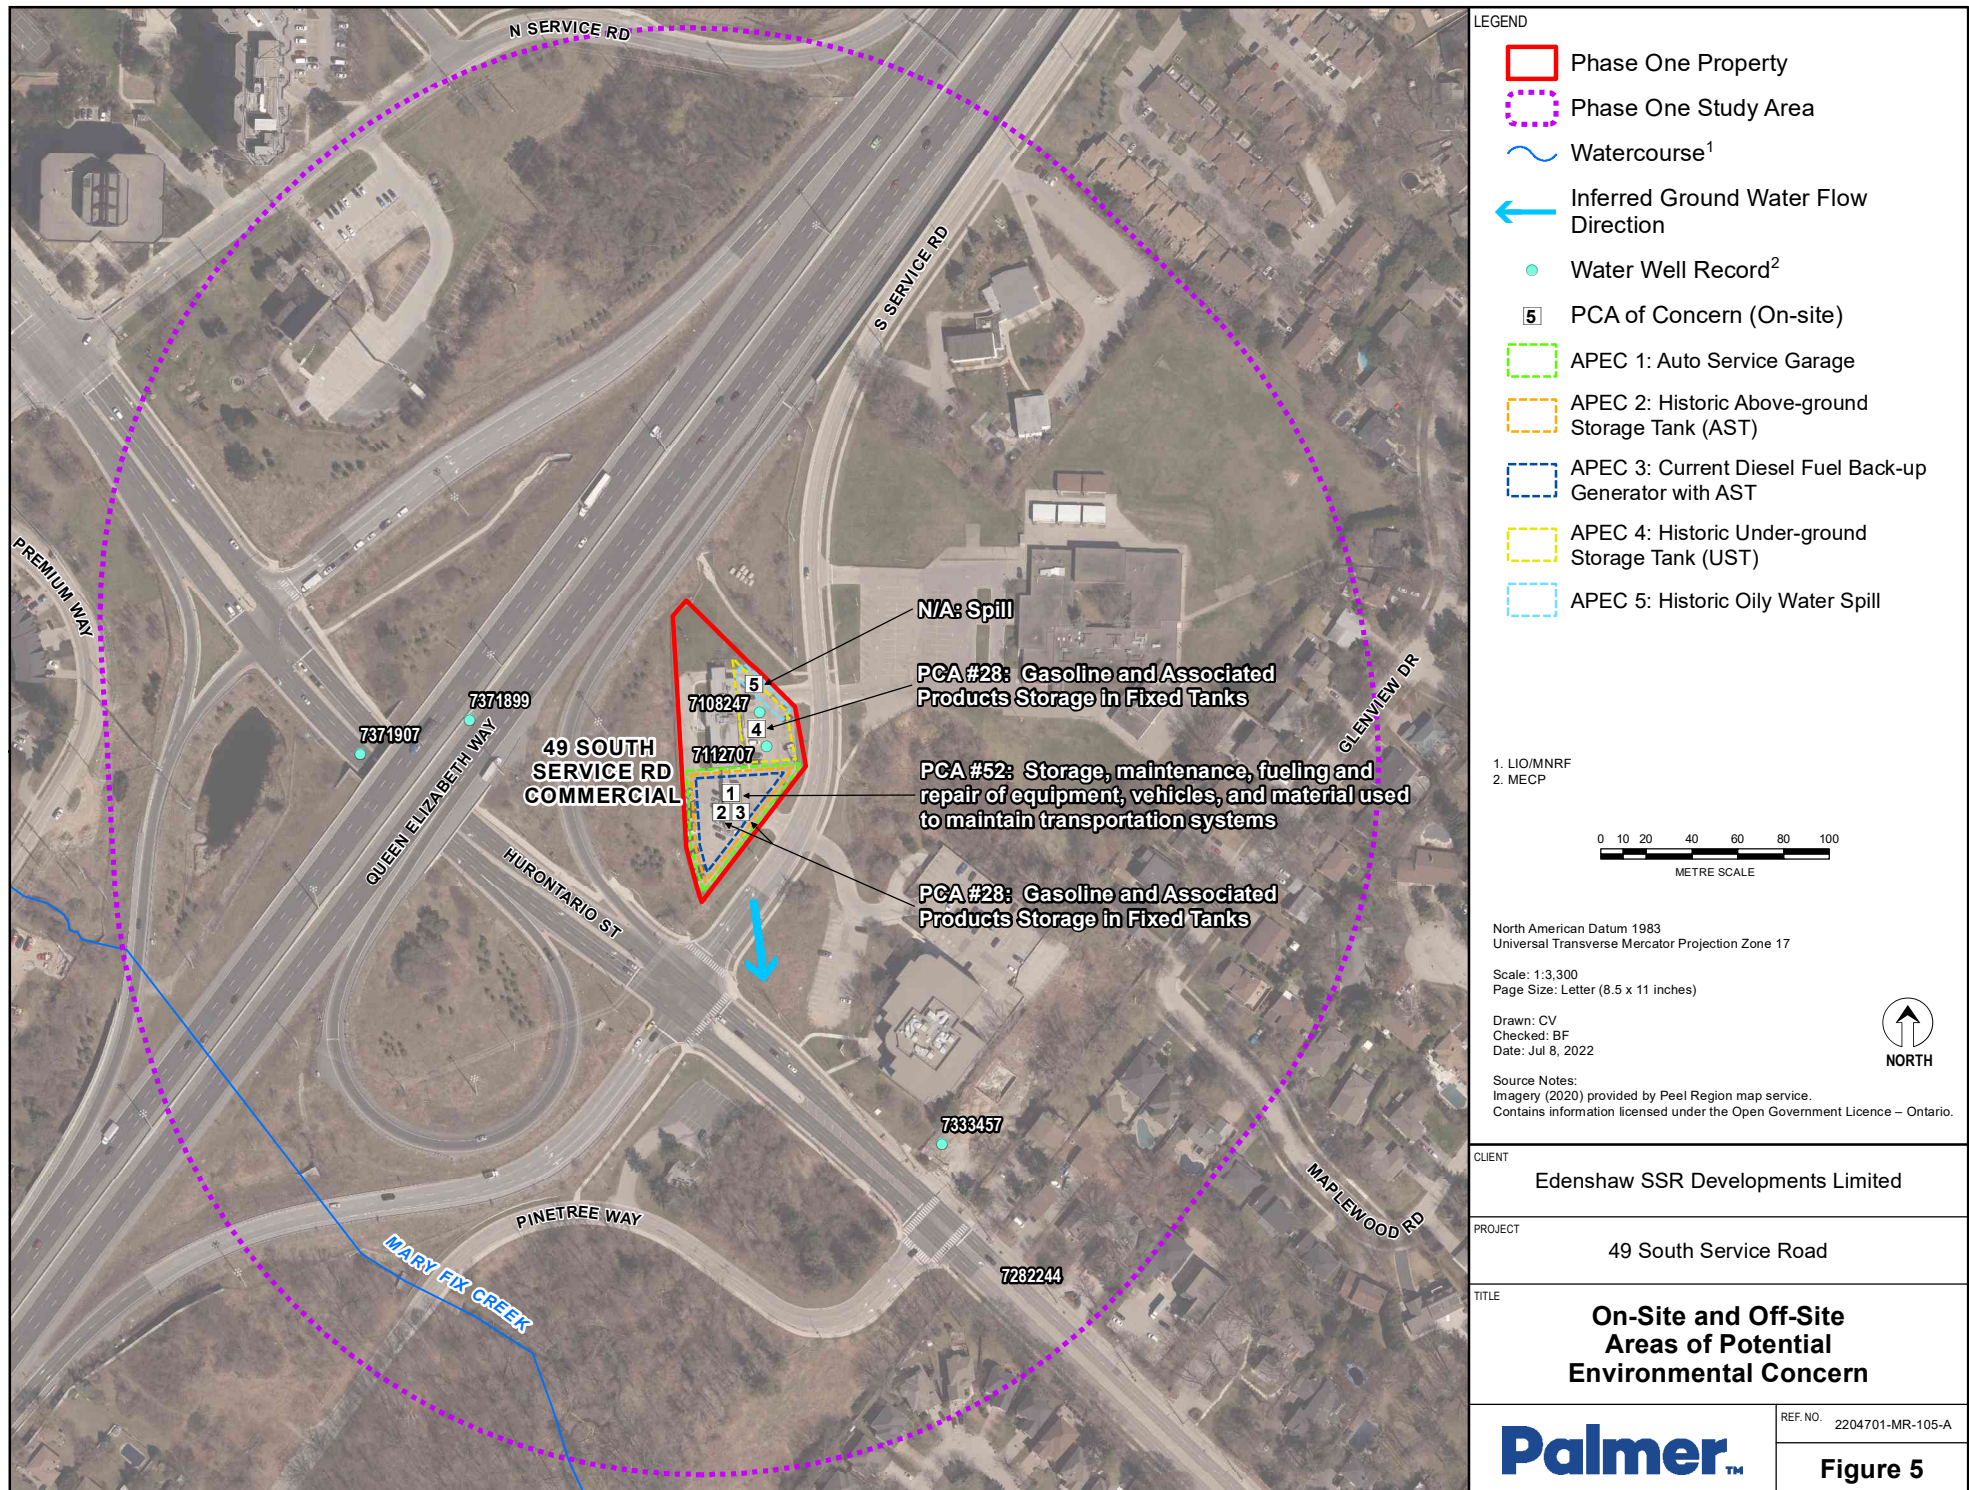 N SERVICE RD
S SERVICE RD
PREMIUM WAY
QUEEN ELIZABETH WAY
HURONTARIO ST
PINETREE WAY
MARY FIX CREEK
GLENVIEW DR
MAPLEWOOD RD
7371899
7371907
7108247
7112707
7333457
7282244
49 SOUTH
SERVICE RD
COMMERCIAL
5
4
1
2 3
N/A: Spill
PCA #28: Gasoline and Associated
Products Storage in Fixed Tanks
PCA #52: Storage, maintenance, fueling and
repair of equipment, vehicles, and material used
to maintain transportation systems
PCA #28: Gasoline and Associated
Products Storage in Fixed Tanks
LEGEND
Phase One Property
Phase One Study Area
Watercourse1
Inferred Ground Water Flow
Direction
Water Well Record2
5 PCA of Concern (On-site)
APEC 1: Auto Service Garage
APEC 2: Historic Above-ground
Storage Tank (AST)
APEC 3: Current Diesel Fuel Back-up
Generator with AST
APEC 4: Historic Under-ground
Storage Tank (UST)
APEC 5: Historic Oily Water Spill
1. LIO/MNRF
2. MECP
0 10 20 40 60 80 100
METRE SCALE
North American Datum 1983
Universal Transverse Mercator Projection Zone 17
Scale: 1:3,300
Page Size: Letter (8.5 x 11 inches)
Drawn: CV
Checked: BF
Date: Jul 8, 2022
NORTH
Source Notes:
Imagery (2020) provided by Peel Region map service.
Contains information licensed under the Open Government Licence – Ontario.
CLIENT
Edenshaw SSR Developments Limited
PROJECT
49 South Service Road
TITLE
On-Site and Off-Site
Areas of Potential
Environmental Concern
Palmer™
REF. NO. 2204701-MR-105-A
Figure 5